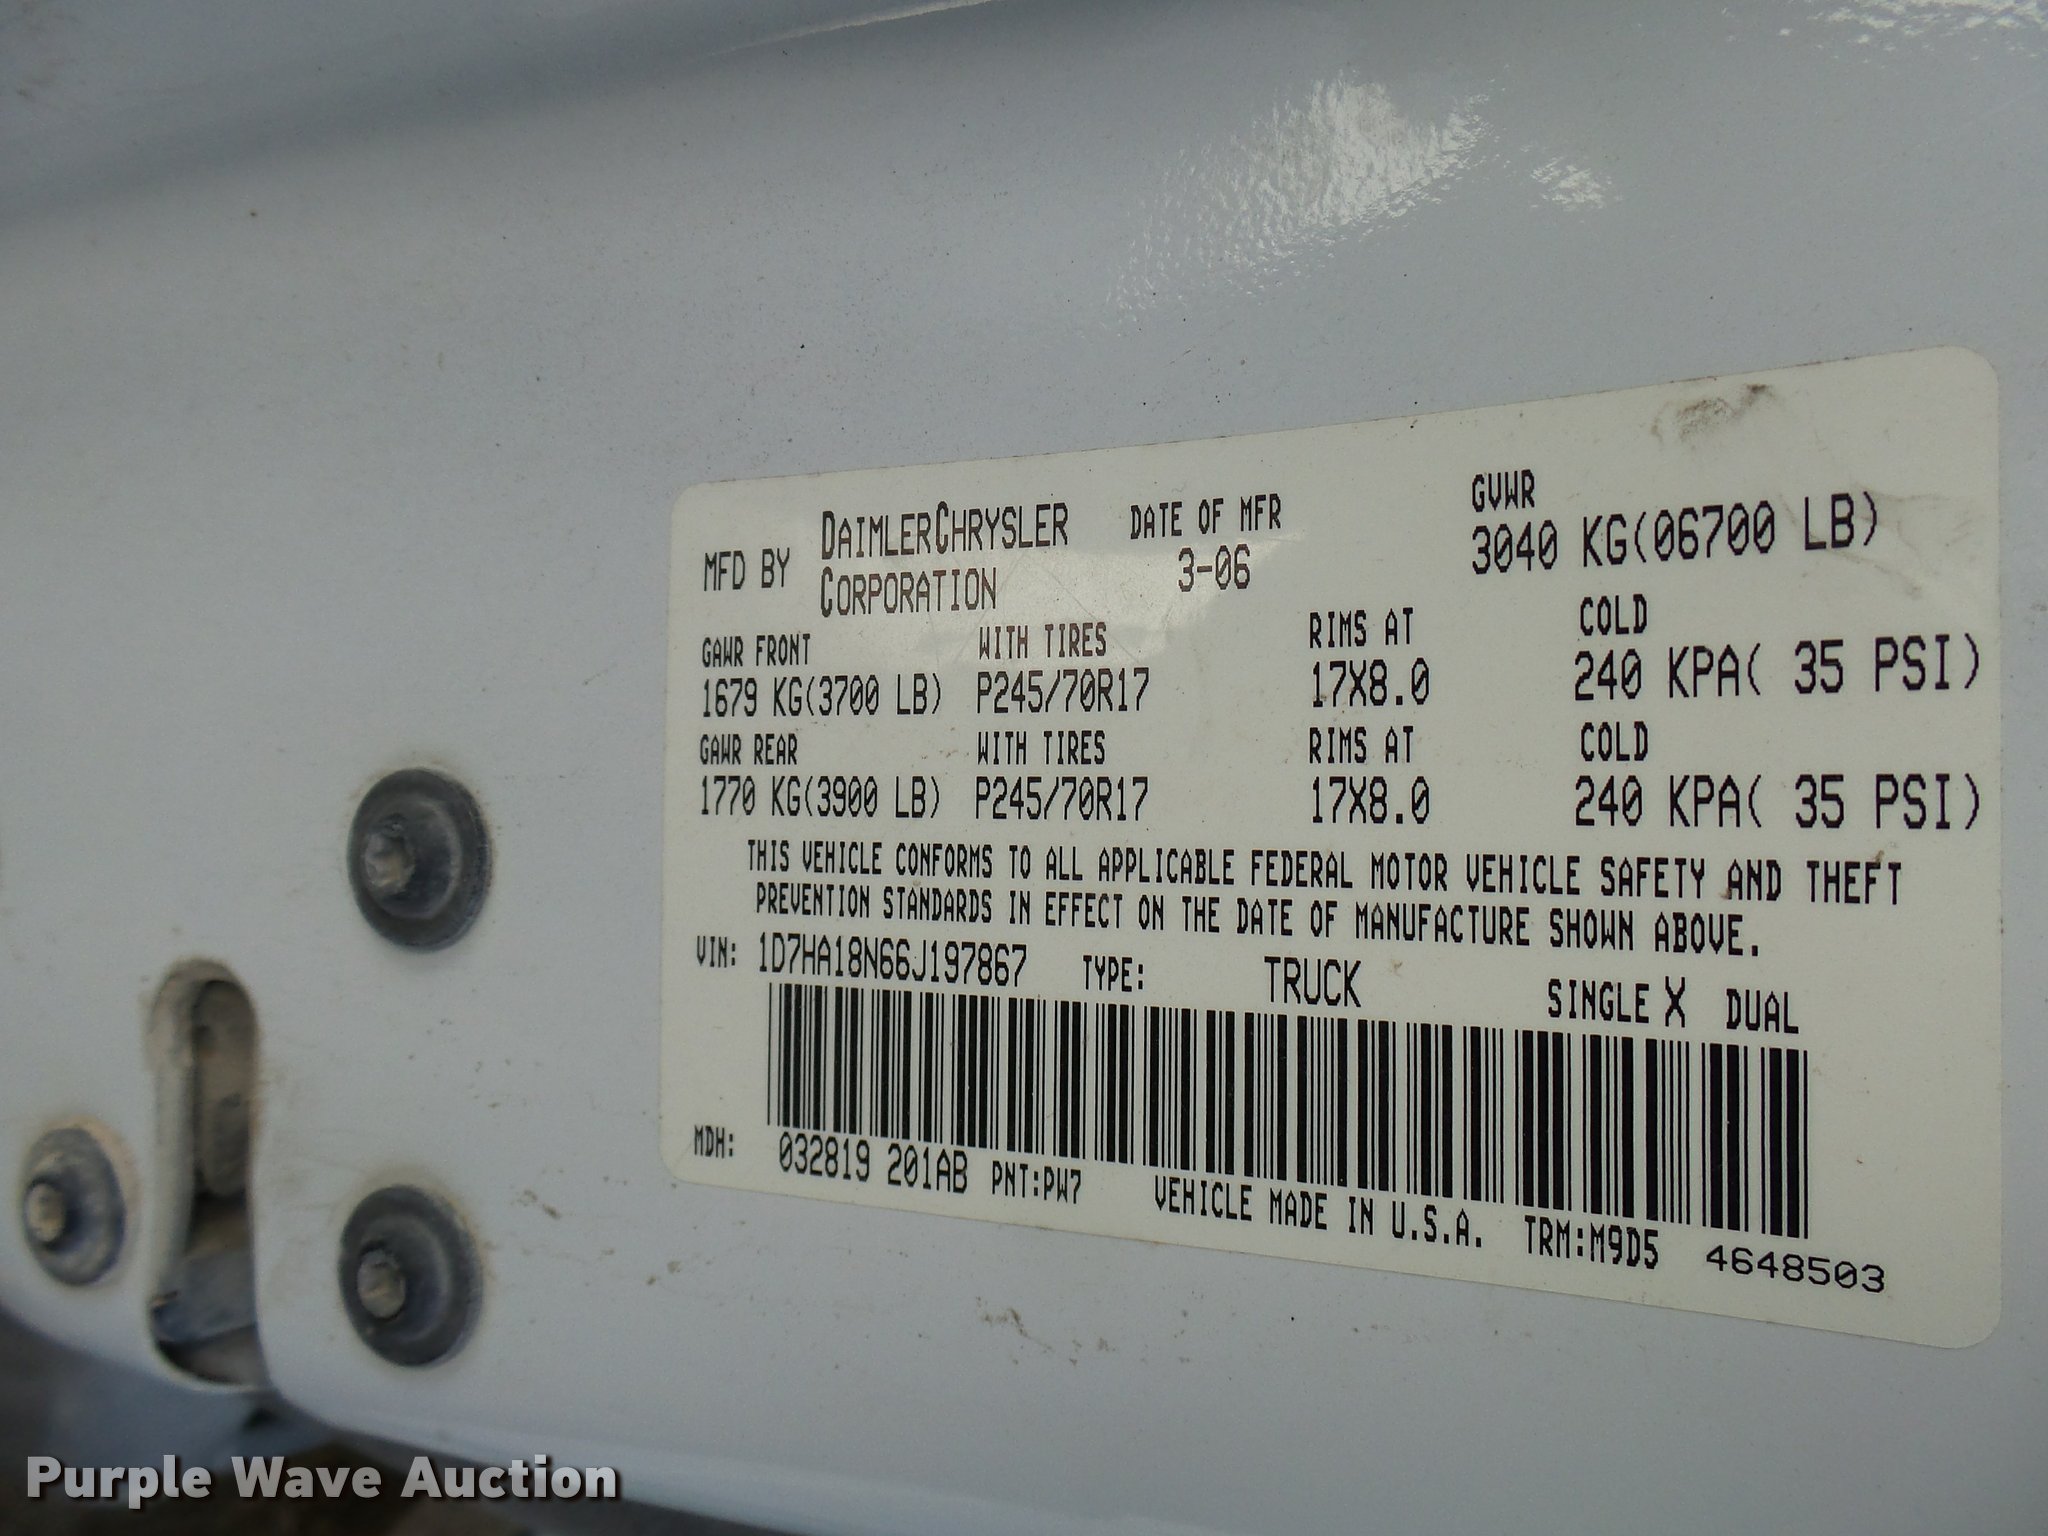 MFD BY DAIMLERCHRYSLER CORPORATION
DATE OF MFR
3-06
GVWR
3040 KG(06700 LB)
GAWR FRONT WITH TIRES RIMS AT COLD
1679 KG(3700 LB) P245/70R17 17X8.0 240 KPA( 35 PSI)
GAWR REAR WITH TIRES RIMS AT COLD
1770 KG(3900 LB) P245/70R17 17X8.0 240 KPA( 35 PSI)
THIS VEHICLE CONFORMS TO ALL APPLICABLE FEDERAL MOTOR VEHICLE SAFETY AND THEFT
PREVENTION STANDARDS IN EFFECT ON THE DATE OF MANUFACTURE SHOWN ABOVE.
VIN: 1D7HA18N66J197867 TYPE: TRUCK SINGLE X DUAL
MDH: 032819 201AB PNT:PW7 VEHICLE MADE IN U.S.A. TRM:M9D5 4648503
Purple Wave Auction